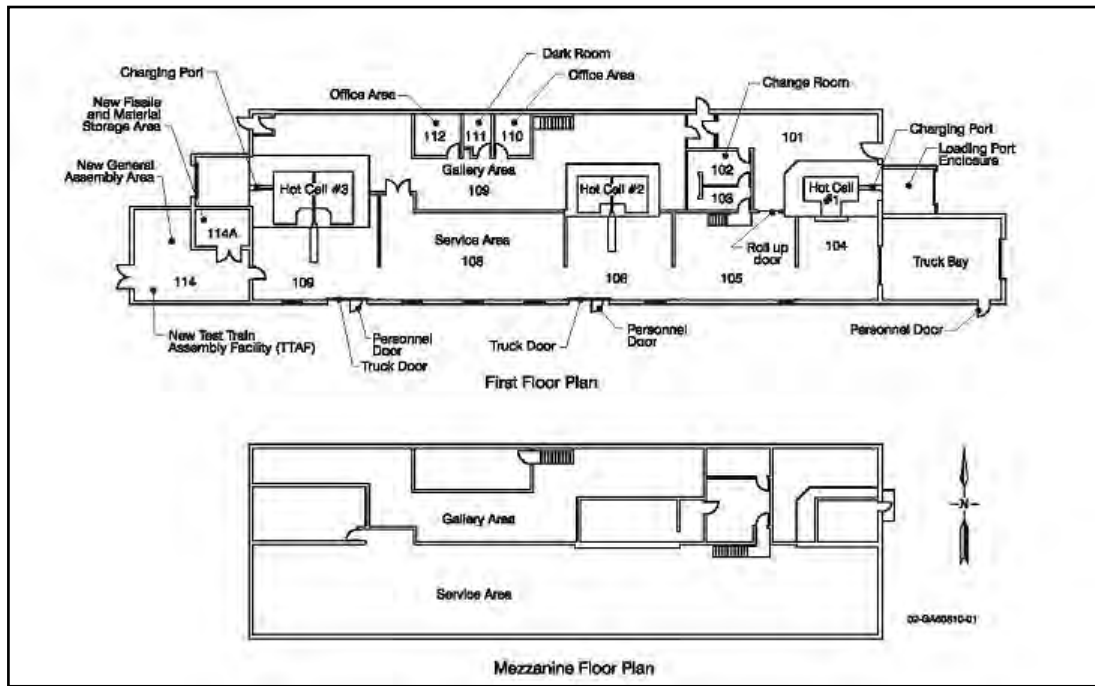 Dark Room
Office Area
Charging Port
Office Area
Change Room
New Fissile
and Material
Storage Area
112
111
110
101
Charging Port
Loading Port
Enclosure
New General
Assembly Area
Gallery Area
109
102
103
Hot Cell #3
Hot Cell #2
Hot Cell
#1
114A
Service Area
108
Roll up
door
104
Truck Bay
114
109
106
105
New Test Train
Assembly Facility (TTAF)
Personnel
Door
Truck Door
Truck Door
Personnel
Door
Personnel Door
First Floor Plan
Gallery Area
N
Service Area
Mezzanine Floor Plan